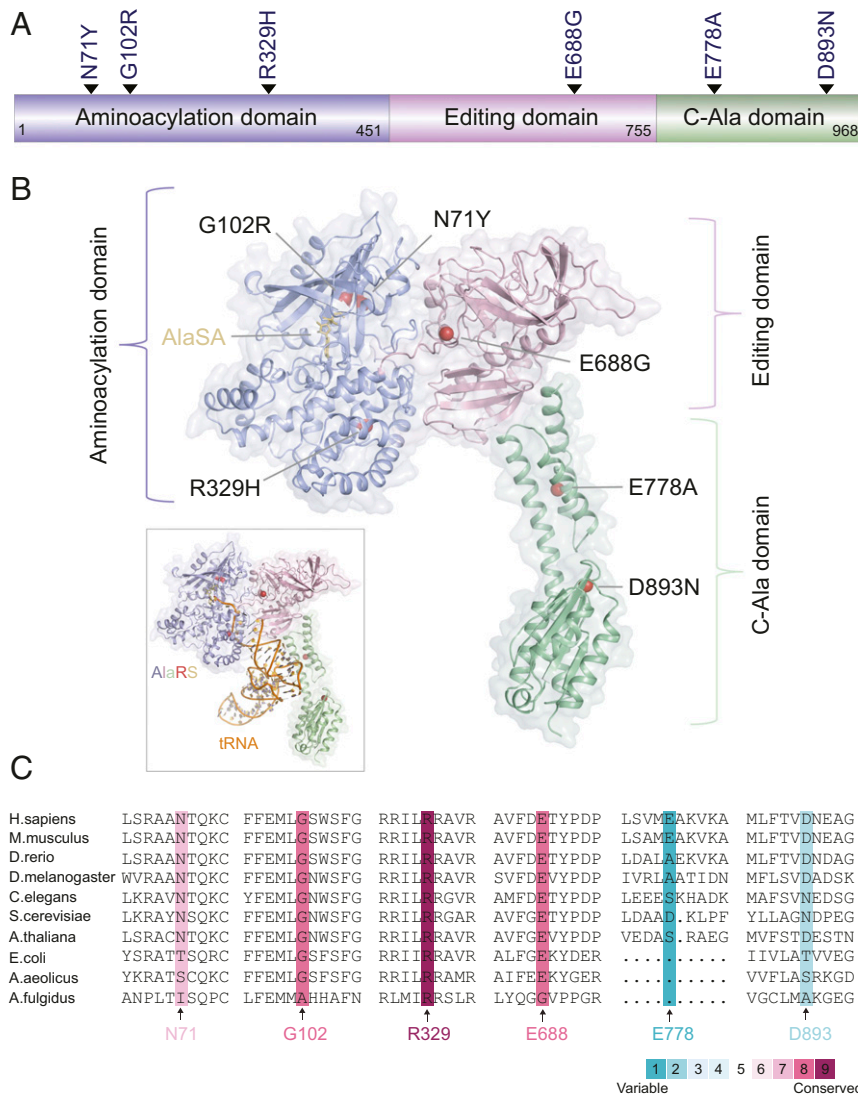 A
N71Y G102R R329H E688G E778A D893N
Aminoacylation domain Editing domain C-Ala domain
1 451 755 968
B
G102R N71Y
AlaSA
E688G
R329H
E778A
D893N
Aminoacylation domain
Editing domain
C-Ala domain
AlaRS
tRNA
C
H.sapiens LSRAANTQKC FFEMLGSWSFG RRILRRAVR AVFDETYPDP LSVMEAKVKA MLFTVDNEAG
M.musculus LSRAANTQKC FFEMLGNWSFG RRILRRAVR AVFDETYPDP LSAMEAKVKA MLFTVDNEAG
D.rerio LSRAANTQKC FFEMLGNWSFG RRILRRAVR AVFDETYPDP LDALAEKVKA MLFTVDNDAG
D.melanogaster WVRAANTQKC FFEMLGNWSFG RRILRRAVR SVFDEVYPDP IVRLAATIDN MFLSVDADSK
C.elegans LKRAVNTQKC YFEMLGNWSFG RRILRRGVR AMFDETYPDP LEEESKHADK MAFSVNEDSG
S.cerevisiae LKRAYNSQKC FFEMLGNWSFG RRILRRGAR AVFGETYPDP LDAAD.KLPF YLLAGNDPEG
A.thaliana LSRACNTQKC FFEMLGNWSFG RRILRRAVR AVFGEVYPDP VEDAS.RAEG MVFSTDESTN
E.coli YSRATTSQRC FFEMLGNWSFG RRIIRRAVR ALFGEKYDER .......... IIVLATVVEG
A.aeolicus YKRATSCQKC FFEMLGSFSFG RRILRRAMR AIFEEKYGER .......... VVFLASRKGD
A.fulgidus ANPLTISQPC LFEMMAHHAFN RLMIRRSLR LYQGGVPPGR .......... VGCLMAKGEG
N71 G102 R329 E688 E778 D893
1 2 3 4 5 6 7 8 9
Variable Conserved